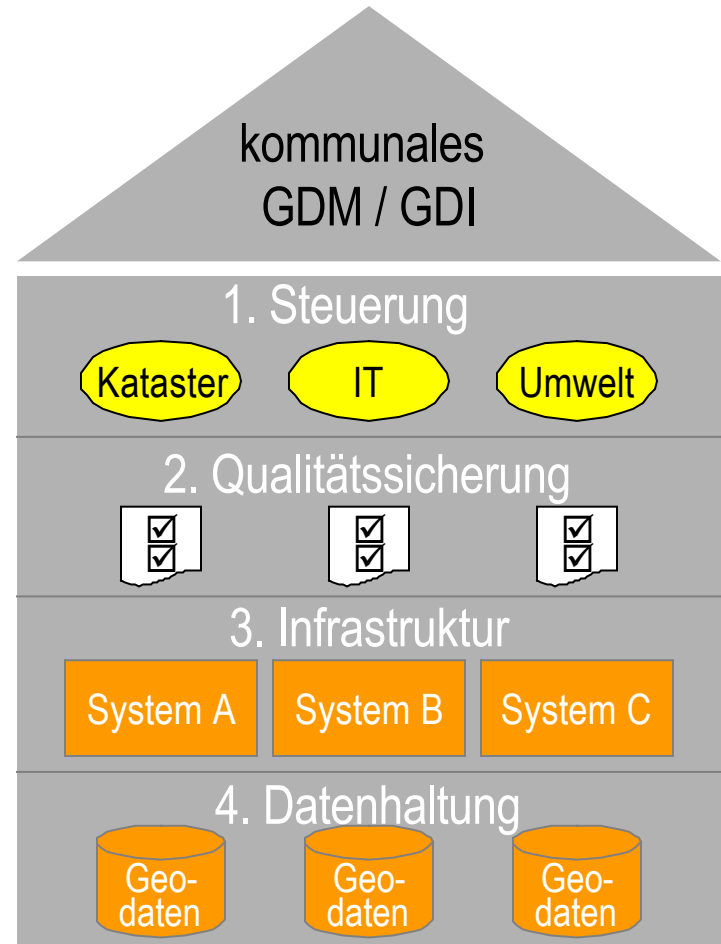 kommunales
GDM / GDI
1. Steuerung
Kataster IT Umwelt
2. Qualitätssicherung
3. Infrastruktur
System A System B System C
4. Datenhaltung
Geo- Geo- Geo-
daten daten daten